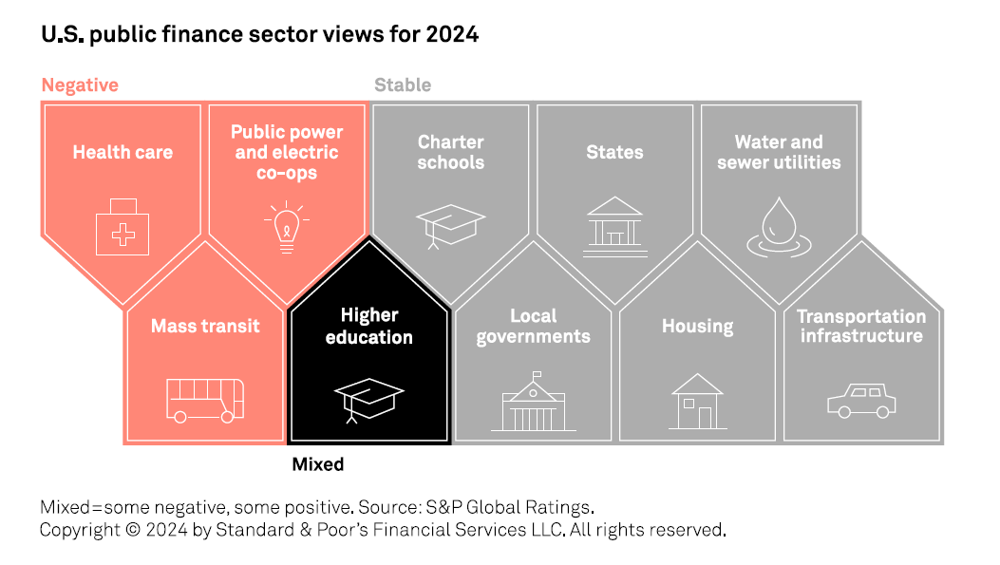 U.S. public finance sector views for 2024
Negative
Stable
Health care
Public power
and electric
co-ops
Charter
schools
States
Water and
sewer utilities
Mass transit
Higher
education
Local
governments
Housing
Transportation
infrastructure
Mixed
Mixed=some negative, some positive. Source: S&P Global Ratings.
Copyright © 2024 by Standard & Poor's Financial Services LLC. All rights reserved.